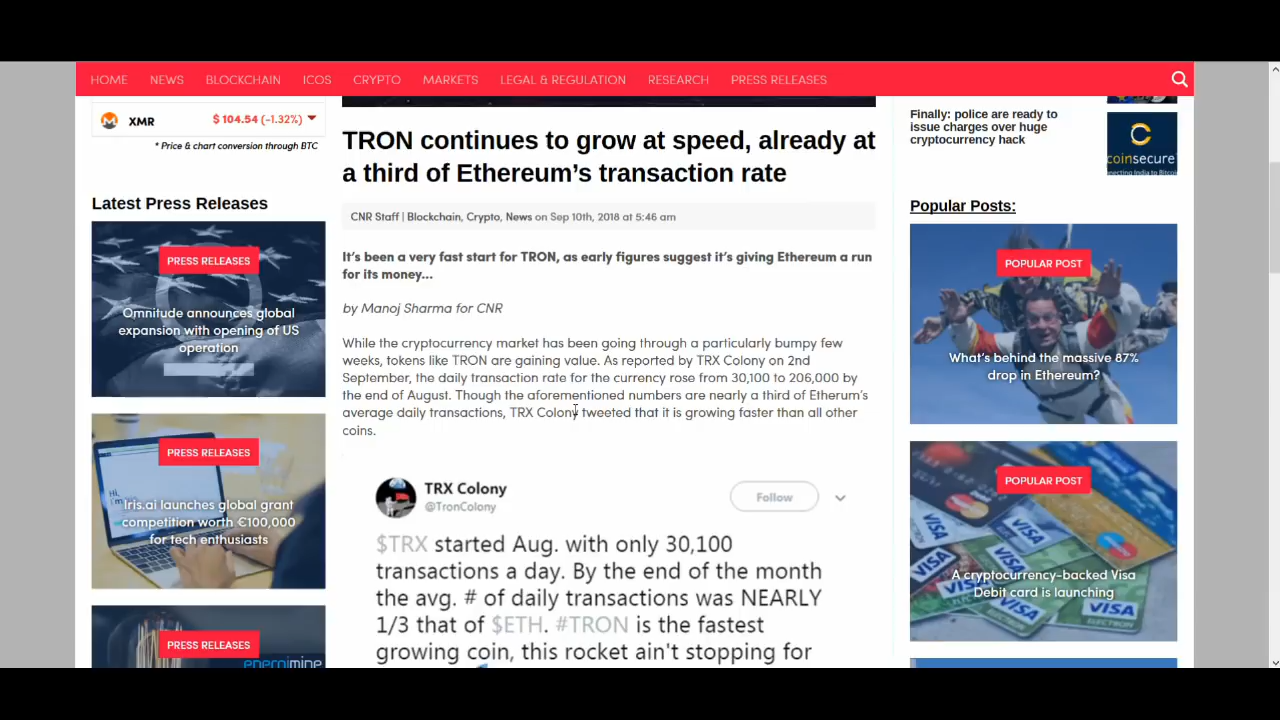 HOME NEWS BLOCKCHAIN ICOS CRYPTO MARKETS LEGAL & REGULATION RESEARCH PRESS RELEASES
XMR $ 104.54 (-1.32%)
* Price & chart conversion through BTC
Latest Press Releases
PRESS RELEASES
Omnitude announces global
expansion with opening of US
operation
PRESS RELEASES
Iris.ai launches global grant
competition worth €100,000
for tech enthusiasts
PRESS RELEASES
enerqimine
TRON continues to grow at speed, already at
a third of Ethereum's transaction rate
CNR Staff | Blockchain, Crypto, News on Sep 10th, 2018 at 5:46 am
It's been a very fast start for TRON, as early figures suggest it's giving Ethereum a run
for its money...
by Manoj Sharma for CNR
While the cryptocurrency market has been going through a particularly bumpy few
weeks, tokens like TRON are gaining value. As reported by TRX Colony on 2nd
September, the daily transaction rate for the currency rose from 30,100 to 206,000 by
the end of August. Though the aforementioned numbers are nearly a third of Etherum's
average daily transactions, TRX Colony tweeted that it is growing faster than all other
coins.
TRX Colony
@TronColony
Follow
$TRX started Aug. with only 30,100
transactions a day. By the end of the month
the avg. # of daily transactions was NEARLY
1/3 that of $ETH. #TRON is the fastest
growing coin, this rocket ain't stopping for
Finally: police are ready to
issue charges over huge
cryptocurrency hack
coinsecure
Popular Posts:
POPULAR POST
What's behind the massive 87%
drop in Ethereum?
POPULAR POST
A cryptocurrency-backed Visa
Debit card is launching